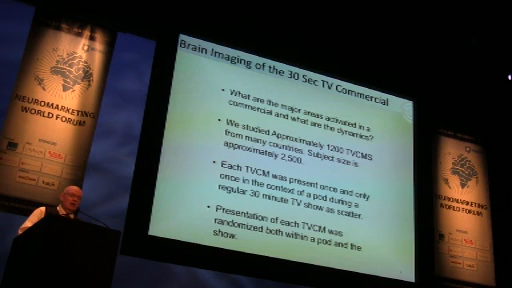 NEUROMARKETING
WORLD FORUM
Brain Imaging of the 30 Sec TV Commercial
• What are the major areas activated in a
commercial and what are the dynamics?
• We studied Approximately 1200 TVCMS
from many countries. Subject size is
approximately 2,500.
• Each TVCM was present once and only
once in the context of a pod during a
regular 30 minute TV show as scatter.
• Presentation of each TVCM was
randomized both within a pod and the
show.
NEUROMARKETING
WORLD FORUM